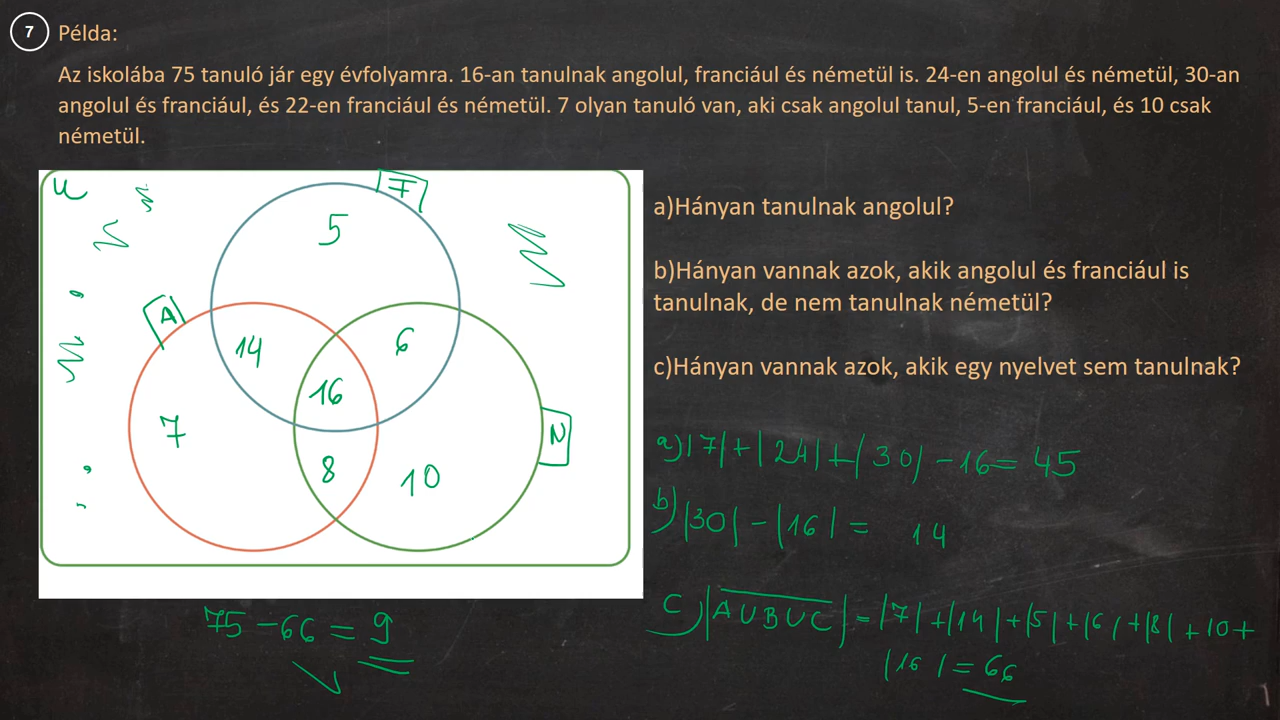 7 Példa:
Az iskolába 75 tanuló jár egy évfolyamra. 16-an tanulnak angolul, franciául és németül is. 24-en angolul és németül, 30-an
angolul és franciául, és 22-en franciául és németül. 7 olyan tanuló van, aki csak angolul tanul, 5-en franciául, és 10 csak
németül.
U
F
5
A
14
6
16
7
N
8
10
a)Hányan tanulnak angolul?
b)Hányan vannak azok, akik angolul és franciául is
tanulnak, de nem tanulnak németül?
c)Hányan vannak azok, akik egy nyelvet sem tanulnak?
a) |7| + |24| + |30| - 16 = 45
b) |30| - |16| = 14
c) |A̅U̅B̅U̅C̅| = |7| + |14| + |5| + |6| + |8| + 10 +
|16| = 66
75 - 66 = 9